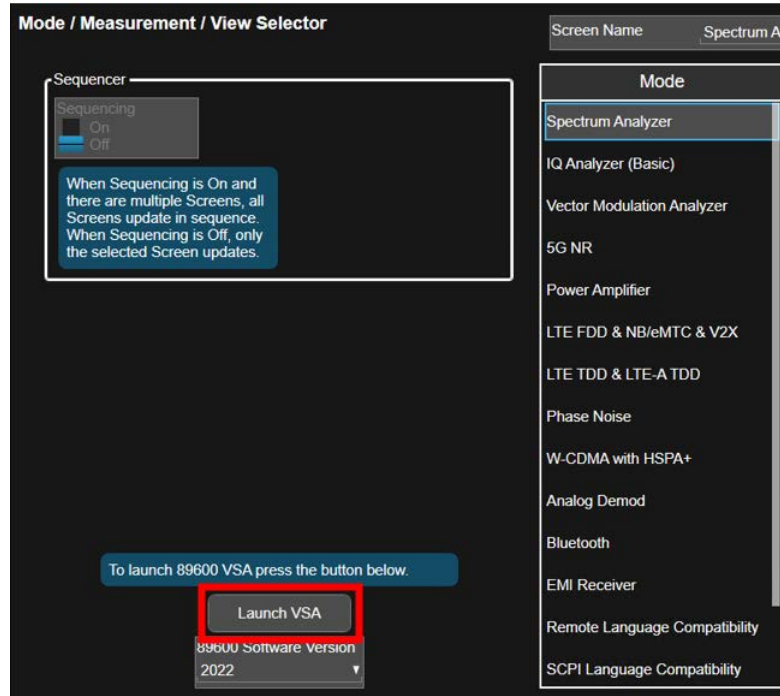 Mode / Measurement / View Selector
Screen Name
Spectrum A
Sequencer
Sequencing
On
Off
When Sequencing is On and
there are multiple Screens, all
Screens update in sequence.
When Sequencing is Off, only
the selected Screen updates.
To launch 89600 VSA press the button below.
Launch VSA
89600 Software Version
2022
Mode
Spectrum Analyzer
IQ Analyzer (Basic)
Vector Modulation Analyzer
5G NR
Power Amplifier
LTE FDD & NB/eMTC & V2X
LTE TDD & LTE-A TDD
Phase Noise
W-CDMA with HSPA+
Analog Demod
Bluetooth
EMI Receiver
Remote Language Compatibility
SCPI Language Compatibility